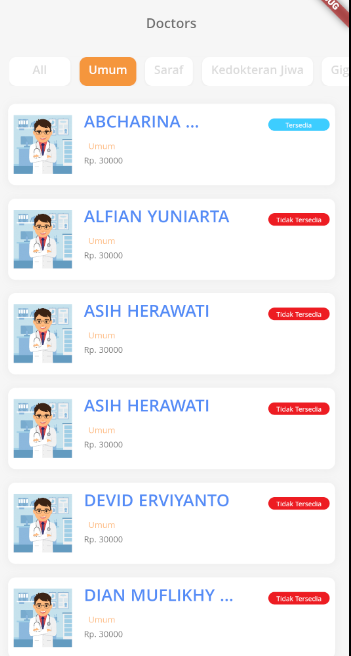 Doctors
All
Umum
Saraf
Kedokteran Jiwa
Gig
ABCHARINA ...
Tersedia
Umum
Rp. 30000
ALFIAN YUNIARTA
Tidak Tersedia
Umum
Rp. 30000
ASIH HERAWATI
Tidak Tersedia
Umum
Rp. 30000
ASIH HERAWATI
Tidak Tersedia
Umum
Rp. 30000
DEVID ERVIYANTO
Tidak Tersedia
Umum
Rp. 30000
DIAN MUFLIKHY ...
Tidak Tersedia
Umum
Rp. 30000